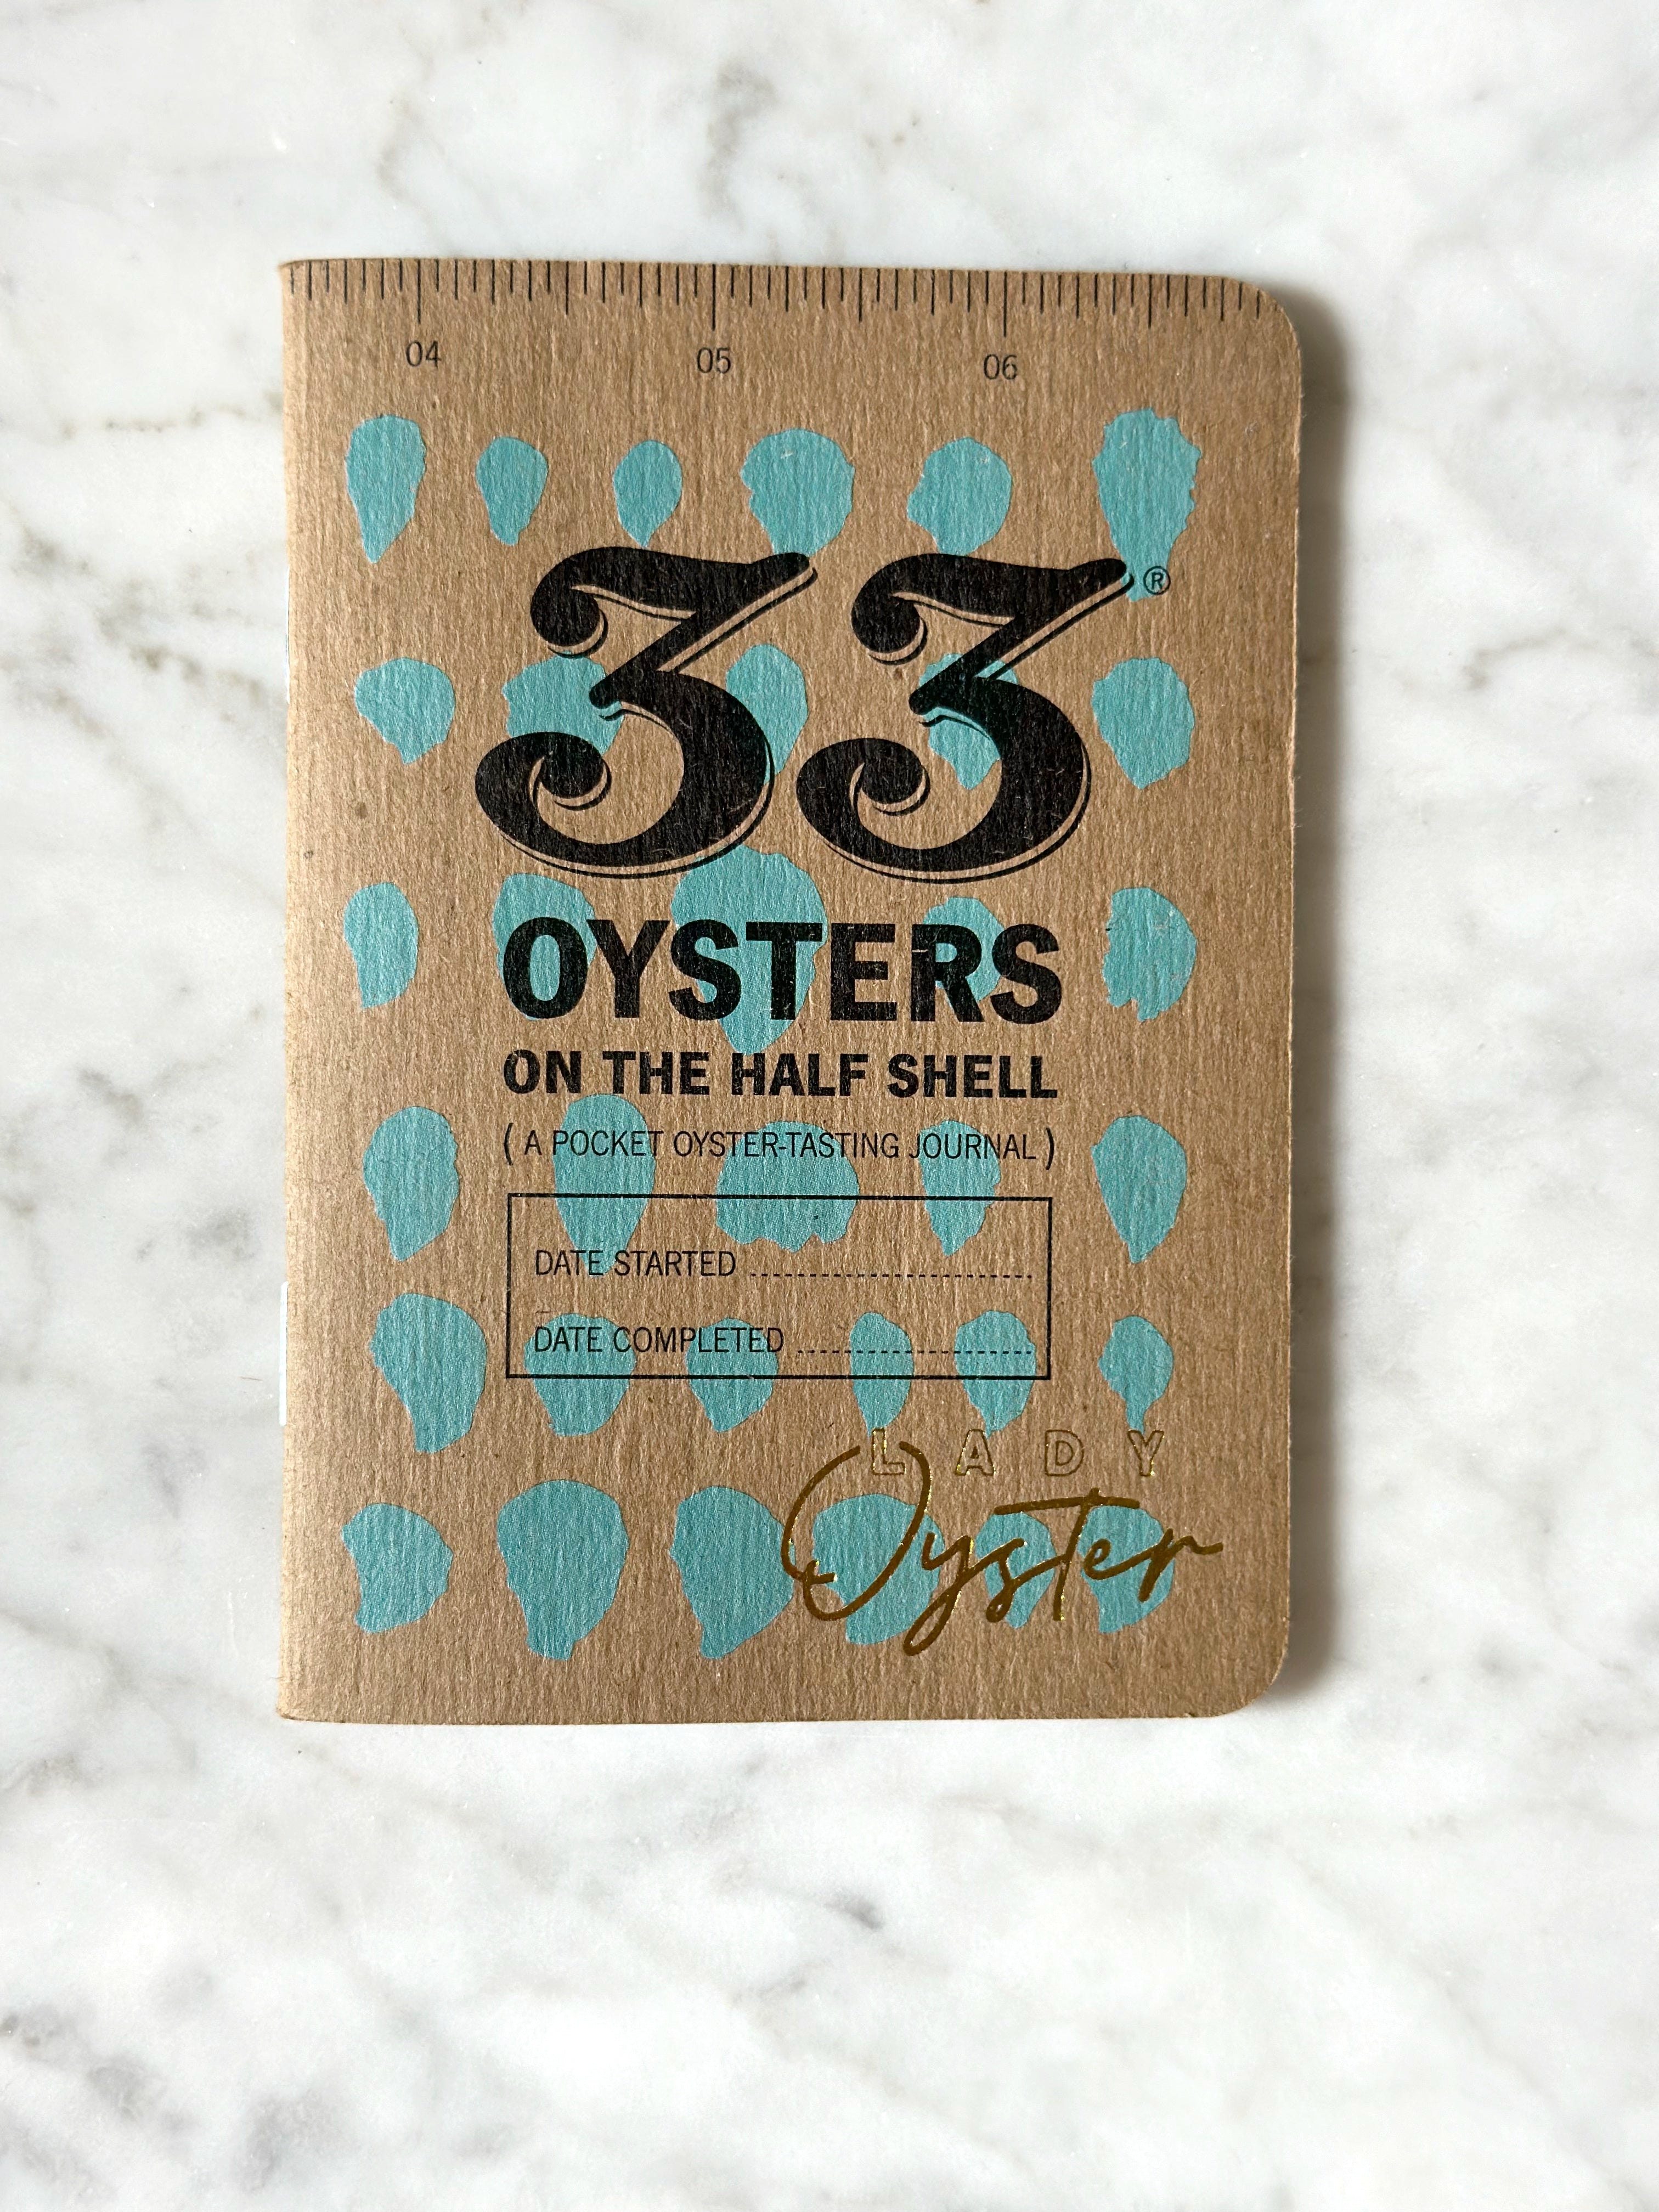 04 05 06
33®
OYSTERS
ON THE HALF SHELL
(A POCKET OYSTER-TASTING JOURNAL)
DATE STARTED
DATE COMPLETED
LADY
Oyster